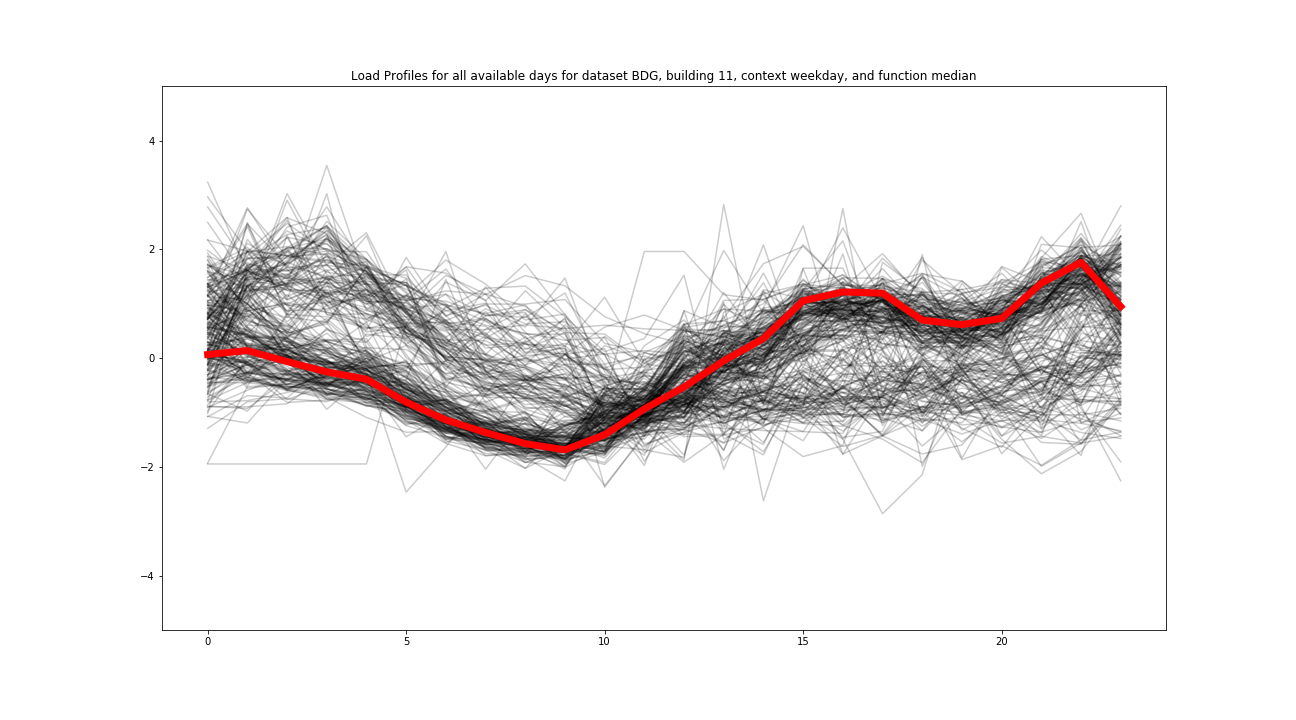 Load Profiles for all available days for dataset BDG, building 11, context weekday, and function median
4
2
0
−2
−4
0 5 10 15 20